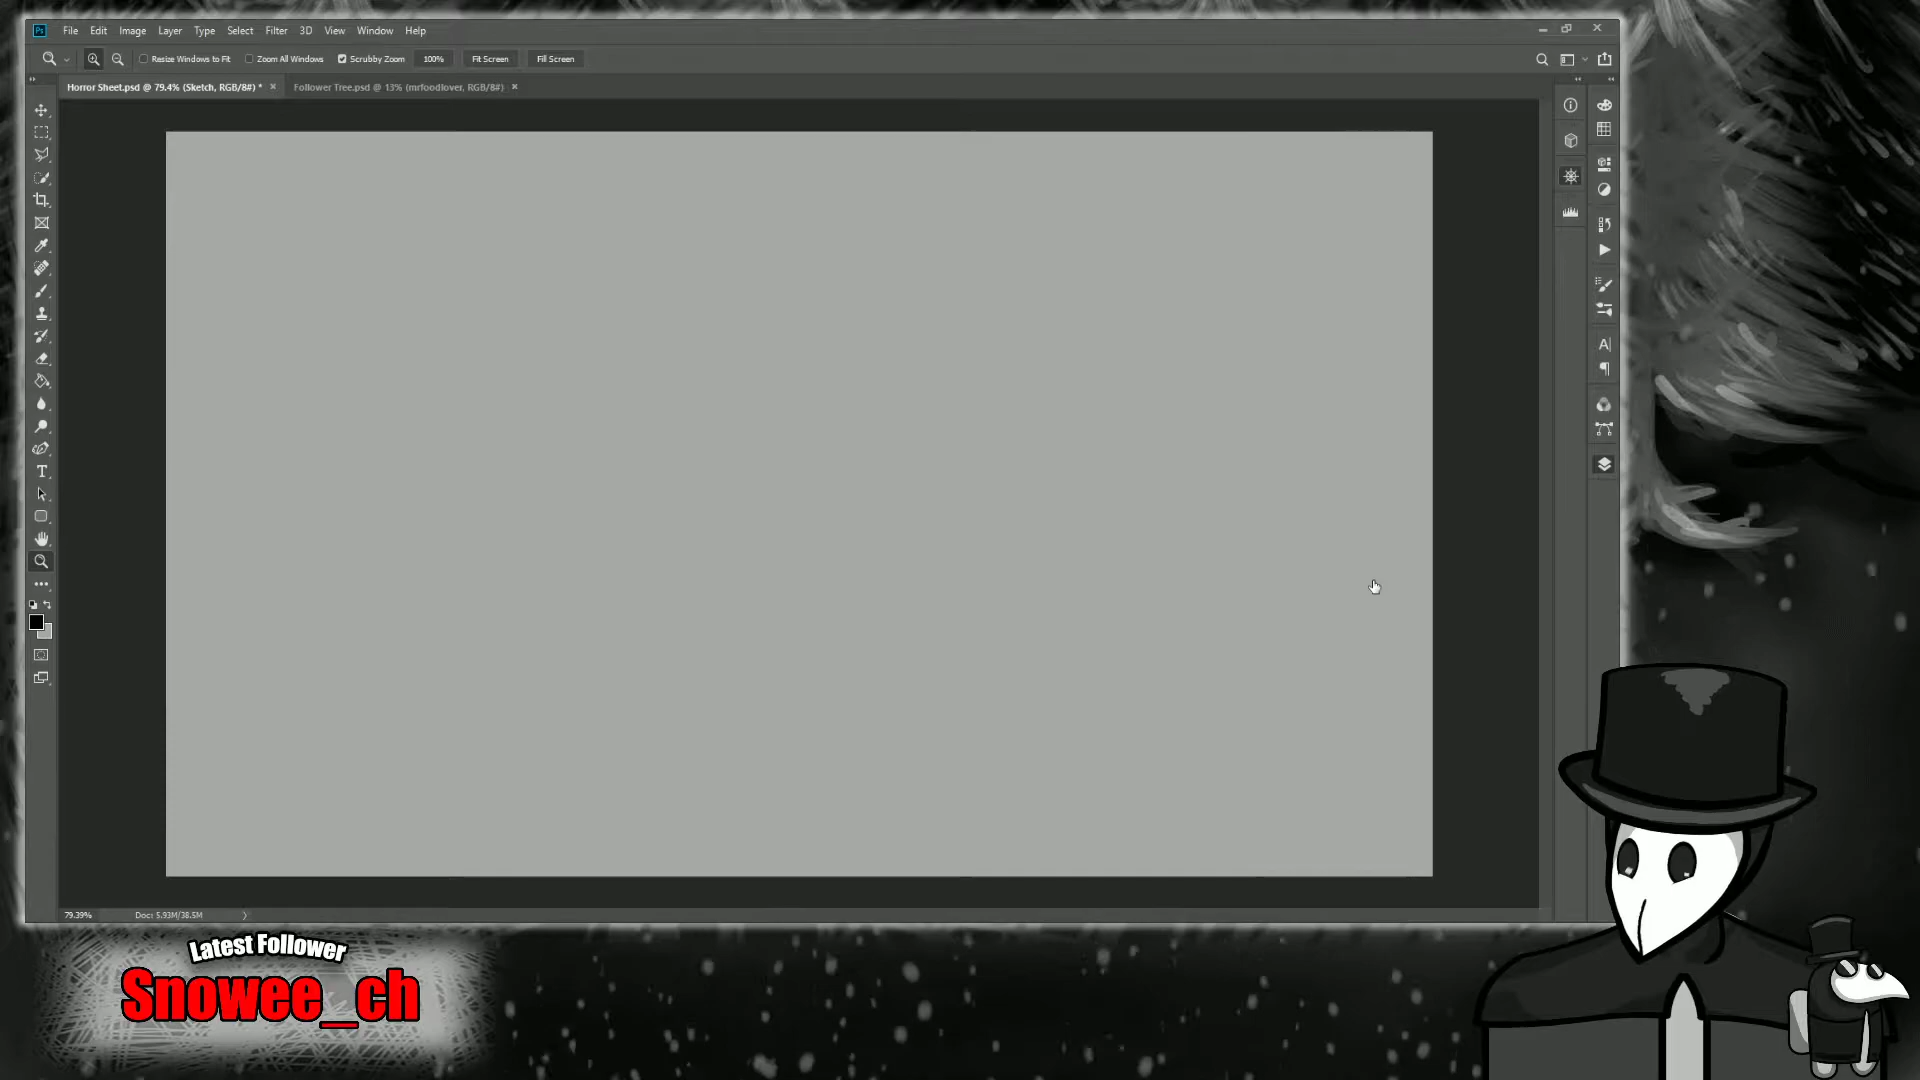 Ps File Edit Image Layer Type Select Filter 3D View Window Help
Resize Windows to Fit Zoom All Windows Scrubby Zoom 100% Fit Screen Fill Screen
Horror Sheet.psd @ 79.4% (Sketch, RGB/8#) * × Follower Tree.psd @ 13% (mrfoodlover, RGB/8#) ×
79.39% Doc: 5.93M/38.5M
Latest Follower
Snowee_ch